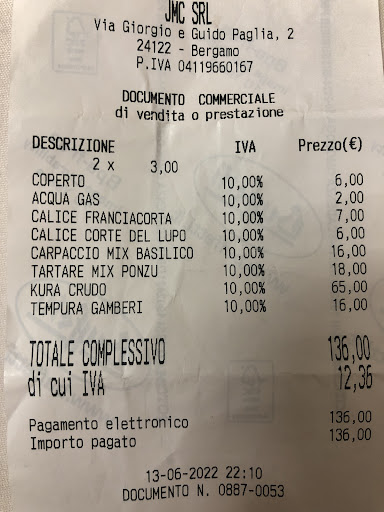 JMC SRL
Via Giorgio e Guido Paglia, 2
24122 - Bergamo
P.IVA 04119660167
DOCUMENTO COMMERCIALE
di vendita o prestazione
DESCRIZIONE IVA Prezzo(€)
2 x 3,00
COPERTO 10,00% 6,00
ACQUA GAS 10,00% 2,00
CALICE FRANCIACORTA 10,00% 7,00
CALICE CORTE DEL LUPO 10,00% 6,00
CARPACCIO MIX BASILICO 10,00% 16,00
TARTARE MIX PONZU 10,00% 18,00
KURA CRUDO 10,00% 65,00
TEMPURA GAMBERI 10,00% 16,00
TOTALE COMPLESSIVO 136,00
di cui IVA 12,36
Pagamento elettronico 136,00
Importo pagato 136,00
13-06-2022 22:10
DOCUMENTO N. 0887-0053